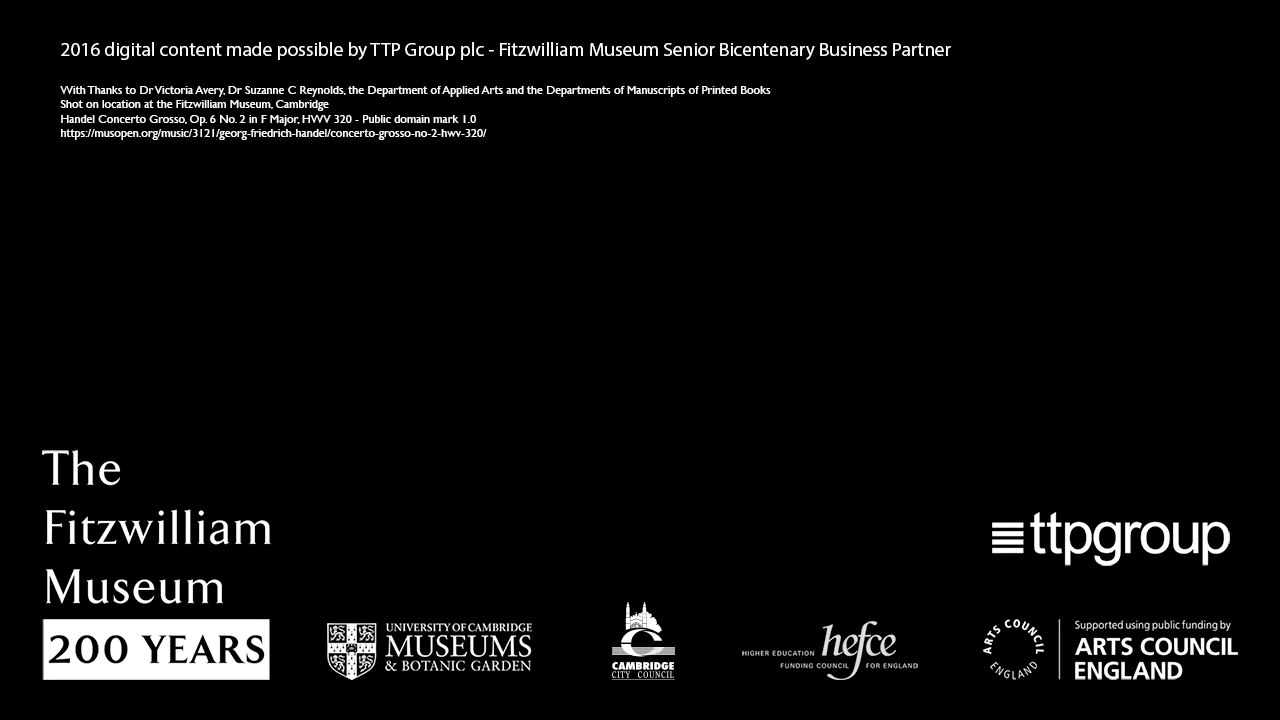 2016 digital content made possible by TTP Group plc - Fitzwilliam Museum Senior Bicentenary Business Partner
With Thanks to Dr Victoria Avery, Dr Suzanne C Reynolds, the Department of Applied Arts and the Departments of Manuscripts of Printed Books
Shot on location at the Fitzwilliam Museum, Cambridge
Handel Concerto Grosso, Op. 6 No. 2 in F Major, HWV 320 - Public domain mark 1.0
https://musopen.org/music/3121/georg-friedrich-handel/concerto-grosso-no-2-hwv-320/
The
Fitzwilliam
Museum
200 YEARS
UNIVERSITY OF CAMBRIDGE
MUSEUMS
& BOTANIC GARDEN
CAMBRIDGE
CITY COUNCIL
HIGHER EDUCATION hefce
FUNDING COUNCIL FOR ENGLAND
ttpgroup
ARTS COUNCIL
ENGLAND
Supported using public funding by
ARTS COUNCIL
ENGLAND